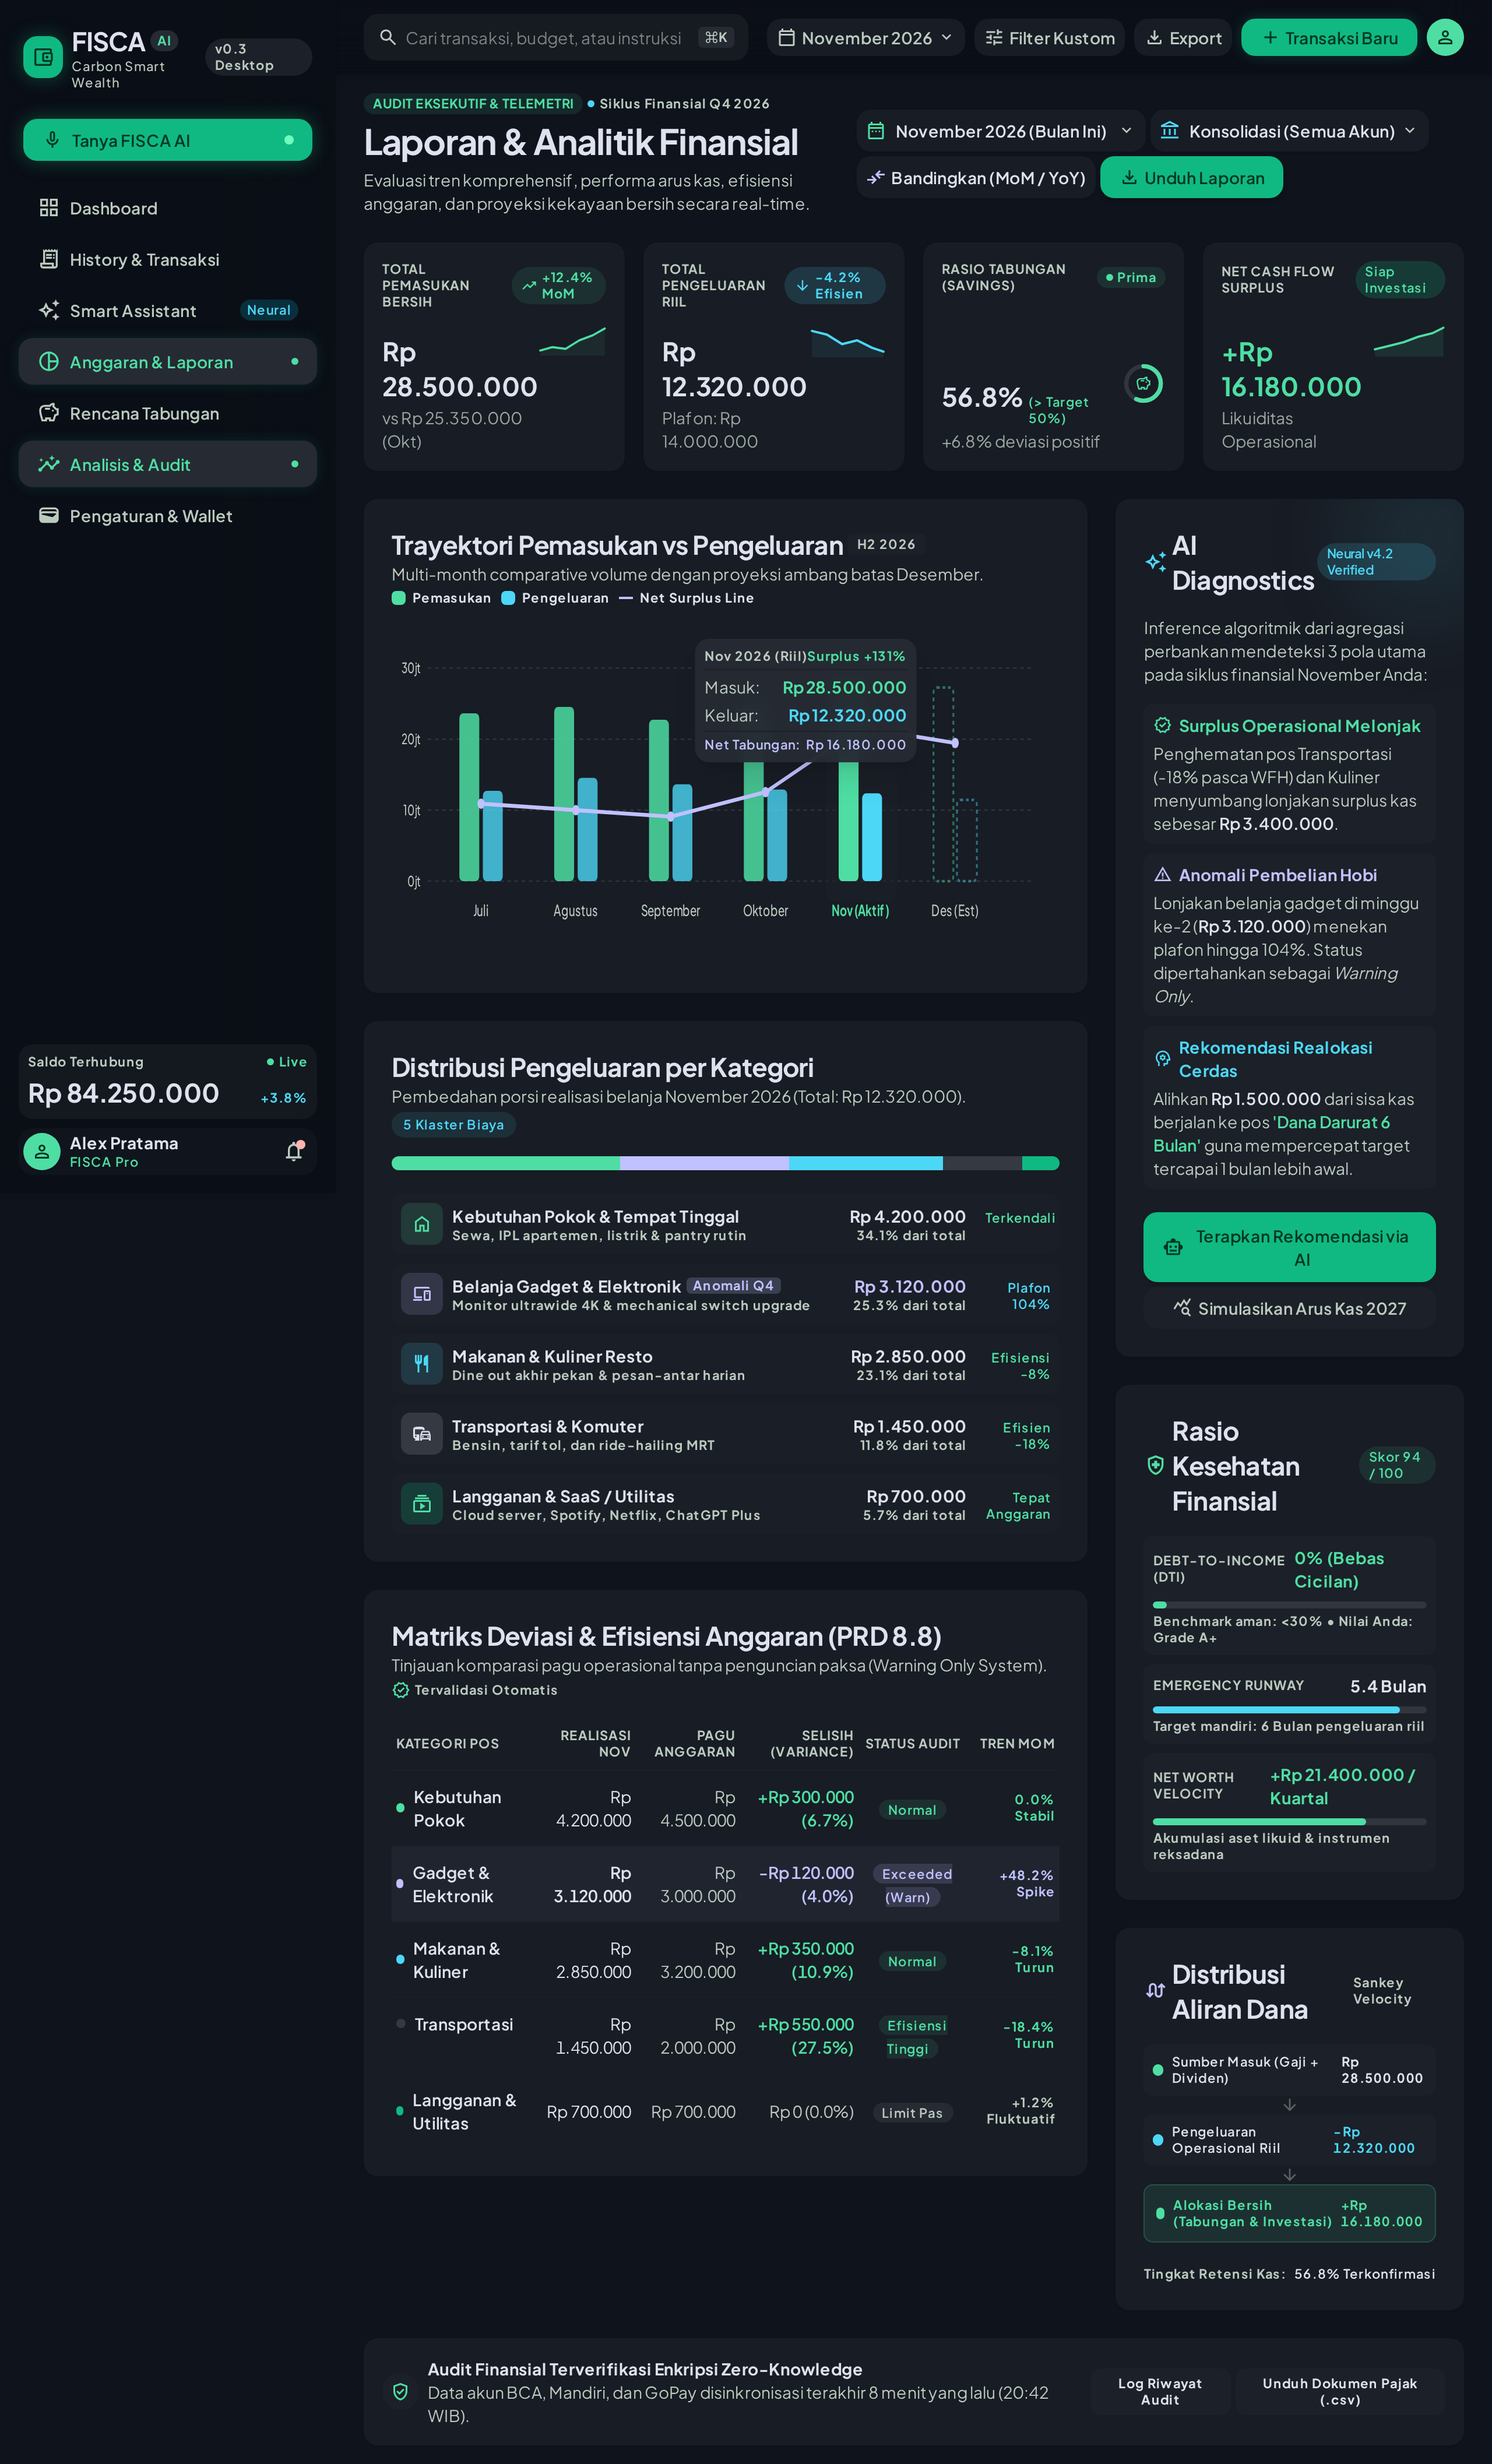 FISCA AI
Carbon Smart
Wealth
v0.3
Desktop
Tanya FISCA AI
Dashboard
History & Transaksi
Smart Assistant
Neural
Anggaran & Laporan
Rencana Tabungan
Analisis & Audit
Pengaturan & Wallet
Saldo Terhubung
Live
Rp 84.250.000
+3.8%
Alex Pratama
FISCA Pro
Cari transaksi, budget, atau instruksi
⌘K
November 2026
Filter Kustom
Export
Transaksi Baru
AUDIT EKSEKUTIF & TELEMETRI
Siklus Finansial Q4 2026
Laporan & Analitik Finansial
Evaluasi tren komprehensif, performa arus kas, efisiensi
anggaran, dan proyeksi kekayaan bersih secara real-time.
November 2026 (Bulan Ini)
Konsolidasi (Semua Akun)
Bandingkan (MoM / YoY)
Unduh Laporan
TOTAL
PEMASUKAN
BERSIH
+12.4%
MoM
Rp
28.500.000
vs Rp 25.350.000
(Okt)
TOTAL
PENGELUARAN
RIIL
-4.2%
Efisien
Rp
12.320.000
Plafon: Rp
14.000.000
RASIO TABUNGAN
(SAVINGS)
Prima
56.8% (> Target
50%)
+6.8% deviasi positif
NET CASH FLOW
SURPLUS
Siap
Investasi
+Rp
16.180.000
Likuiditas
Operasional
Trayektori Pemasukan vs Pengeluaran
H2 2026
Multi-month comparative volume dengan proyeksi ambang batas Desember.
Pemasukan
Pengeluaran
Net Surplus Line
30jt
20jt
10jt
0jt
Nov 2026 (Riil)Surplus +131%
Masuk: Rp 28.500.000
Keluar: Rp 12.320.000
Net Tabungan: Rp 16.180.000
Juli
Agustus
September
Oktober
Nov (Aktif)
Des (Est)
Distribusi Pengeluaran per Kategori
Pembedahan porsi realisasi belanja November 2026 (Total: Rp 12.320.000).
5 Klaster Biaya
Kebutuhan Pokok & Tempat Tinggal
Sewa, IPL apartemen, listrik & pantry rutin
Rp 4.200.000
34.1% dari total
Terkendali
Belanja Gadget & Elektronik
Anomali Q4
Monitor ultrawide 4K & mechanical switch upgrade
Rp 3.120.000
25.3% dari total
Plafon
104%
Makanan & Kuliner Resto
Dine out akhir pekan & pesan-antar harian
Rp 2.850.000
23.1% dari total
Efisiensi
-8%
Transportasi & Komuter
Bensin, tarif tol, dan ride-hailing MRT
Rp 1.450.000
11.8% dari total
Efisien
-18%
Langganan & SaaS / Utilitas
Cloud server, Spotify, Netflix, ChatGPT Plus
Rp 700.000
5.7% dari total
Tepat
Anggaran
Matriks Deviasi & Efisiensi Anggaran (PRD 8.8)
Tinjauan komparasi pagu operasional tanpa penguncian paksa (Warning Only System).
Tervalidasi Otomatis
KATEGORI POS
REALISASI
NOV
PAGU
ANGGARAN
SELISIH
(VARIANCE)
STATUS AUDIT
TREN MOM
Kebutuhan
Pokok
Rp
4.200.000
Rp
4.500.000
+Rp 300.000
(6.7%)
Normal
0.0%
Stabil
Gadget &
Elektronik
Rp
3.120.000
Rp
3.000.000
-Rp 120.000
(4.0%)
Exceeded
(Warn)
+48.2%
Spike
Makanan &
Kuliner
Rp
2.850.000
Rp
3.200.000
+Rp 350.000
(10.9%)
Normal
-8.1%
Turun
Transportasi
Rp
1.450.000
Rp
2.000.000
+Rp 550.000
(27.5%)
Efisiensi
Tinggi
-18.4%
Turun
Langganan &
Utilitas
Rp 700.000
Rp 700.000
Rp 0 (0.0%)
Limit Pas
+1.2%
Fluktuatif
AI
Diagnostics
Neural v4.2
Verified
Inference algoritmik dari agregasi
perbankan mendeteksi 3 pola utama
pada siklus finansial November Anda:
Surplus Operasional Melonjak
Penghematan pos Transportasi
(-18% pasca WFH) dan Kuliner
menyumbang lonjakan surplus kas
sebesar Rp 3.400.000.
Anomali Pembelian Hobi
Lonjakan belanja gadget di minggu
ke-2 (Rp 3.120.000) menekan
plafon hingga 104%. Status
dipertahankan sebagai Warning
Only.
Rekomendasi Realokasi
Cerdas
Alihkan Rp 1.500.000 dari sisa kas
berjalan ke pos 'Dana Darurat 6
Bulan' guna mempercepat target
tercapai 1 bulan lebih awal.
Terapkan Rekomendasi via
AI
Simulasikan Arus Kas 2027
Rasio
Kesehatan
Finansial
Skor 94
/ 100
DEBT-TO-INCOME
(DTI)
0% (Bebas
Cicilan)
Benchmark aman: <30% • Nilai Anda:
Grade A+
EMERGENCY RUNWAY
5.4 Bulan
Target mandiri: 6 Bulan pengeluaran riil
NET WORTH
VELOCITY
+Rp 21.400.000 /
Kuartal
Akumulasi aset likuid & instrumen
reksadana
Distribusi
Aliran Dana
Sankey
Velocity
Sumber Masuk (Gaji +
Dividen)
Rp
28.500.000
Pengeluaran
Operasional Riil
-Rp
12.320.000
Alokasi Bersih
(Tabungan & Investasi)
+Rp
16.180.000
Tingkat Retensi Kas: 56.8% Terkonfirmasi
Audit Finansial Terverifikasi Enkripsi Zero-Knowledge
Data akun BCA, Mandiri, dan GoPay disinkronisasi terakhir 8 menit yang lalu (20:42
WIB).
Log Riwayat
Audit
Unduh Dokumen Pajak
(.csv)